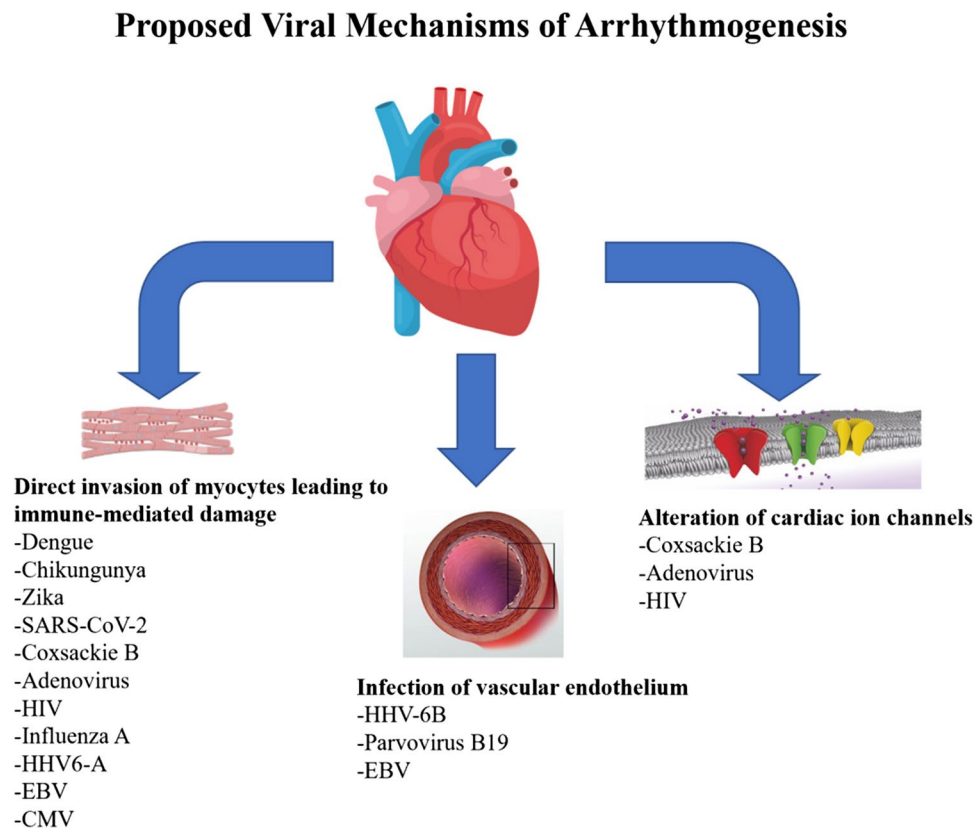 Proposed Viral Mechanisms of Arrhythmogenesis
Direct invasion of myocytes leading to
immune-mediated damage
-Dengue
-Chikungunya
-Zika
-SARS-CoV-2
-Coxsackie B
-Adenovirus
-HIV
-Influenza A
-HHV6-A
-EBV
-CMV
Infection of vascular endothelium
-HHV-6B
-Parvovirus B19
-EBV
Alteration of cardiac ion channels
-Coxsackie B
-Adenovirus
-HIV